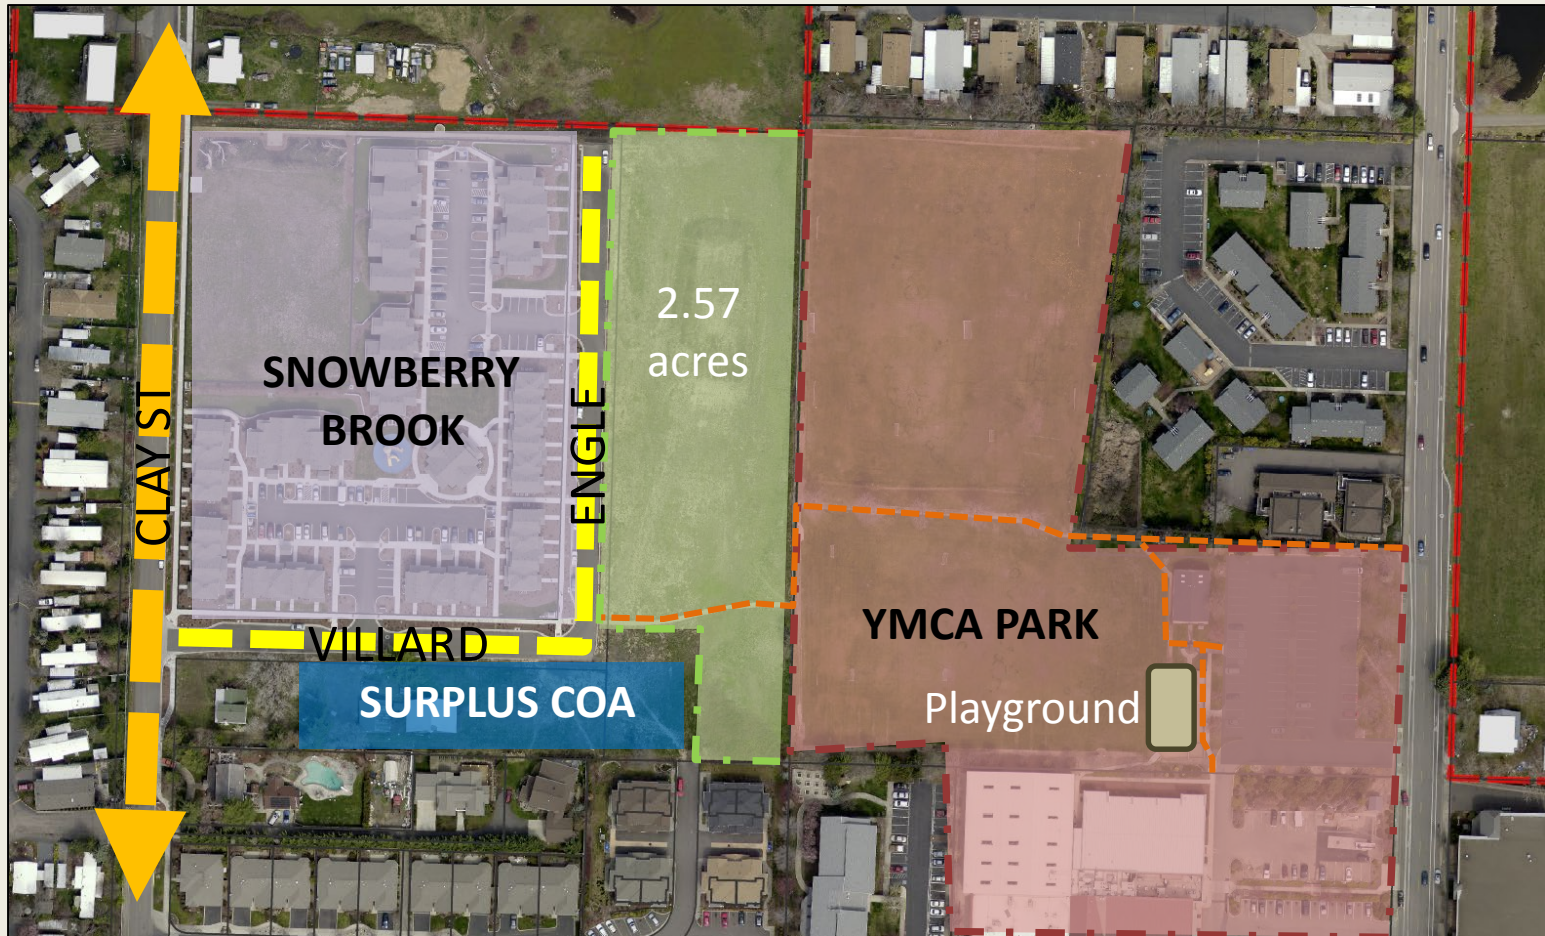 2.57
acres
SNOWBERRY
BROOK
CLAY ST
ENGLE
VILLARD
YMCA PARK
SURPLUS COA
Playground